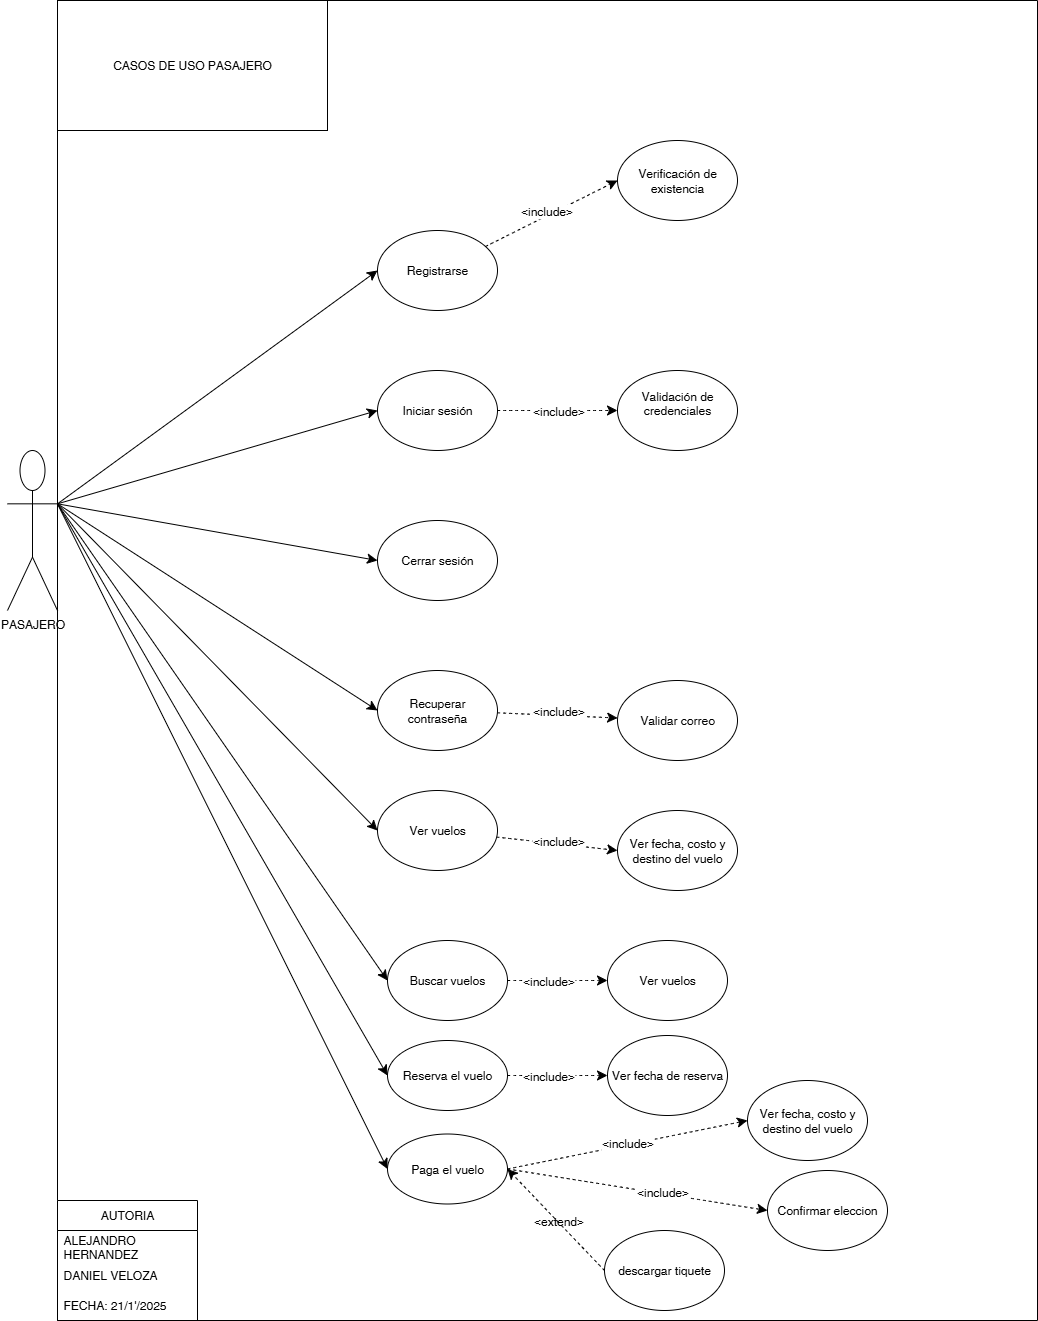 CASOS DE USO PASAJERO
Verificación de
existencia
<include>
Registrarse
Iniciar sesión
<include>
Validación de
credenciales
Cerrar sesión
PASAJERO
Recuperar
contraseña
<include>
Validar correo
Ver vuelos
<include>
Ver fecha, costo y
destino del vuelo
Buscar vuelos
<include>
Ver vuelos
Reserva el vuelo
<include>
Ver fecha de reserva
Ver fecha, costo y
destino del vuelo
<include>
Paga el vuelo
<include>
Confirmar eleccion
<extend>
descargar tiquete
AUTORIA
ALEJANDRO
HERNANDEZ
DANIEL VELOZA
FECHA: 21/1'/2025